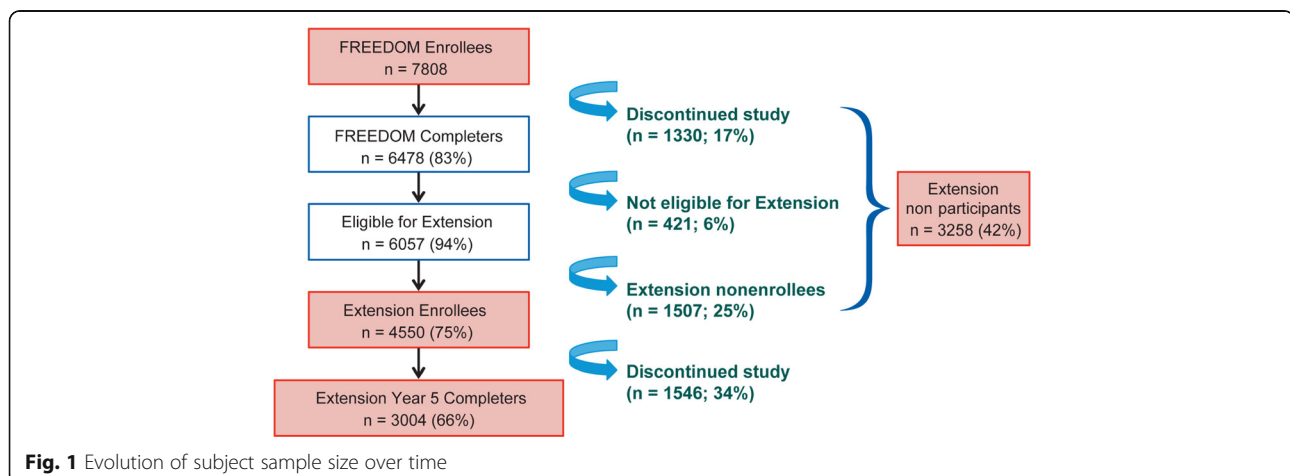 FREEDOM Enrollees
n = 7808
Discontinued study
(n = 1330; 17%)
FREEDOM Completers
n = 6478 (83%)
Not eligible for Extension
(n = 421; 6%)
Extension
non participants
n = 3258 (42%)
Eligible for Extension
n = 6057 (94%)
Extension nonenrollees
(n = 1507; 25%)
Extension Enrollees
n = 4550 (75%)
Discontinued study
(n = 1546; 34%)
Extension Year 5 Completers
n = 3004 (66%)
Fig. 1 Evolution of subject sample size over time